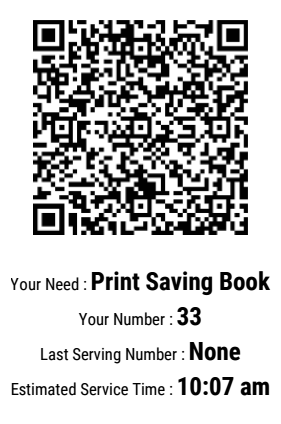 Your Need : Print Saving Book
Your Number : 33
Last Serving Number : None
Estimated Service Time : 10:07 am